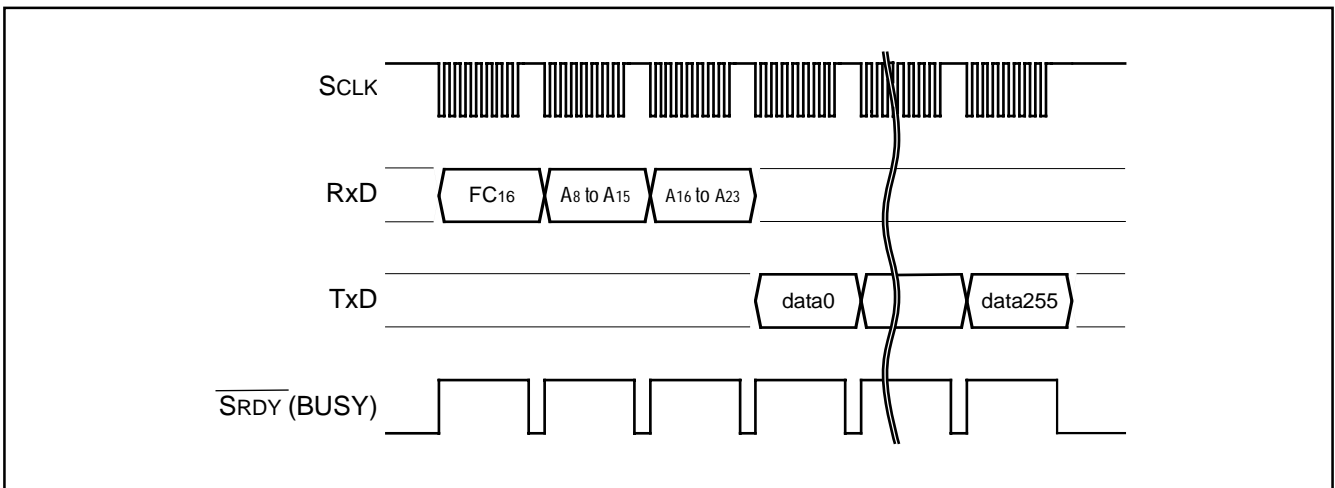 SCLK
RxD
FC16
A8 to A15
A16 to A23
TxD
data0
data255
SRDY (BUSY)